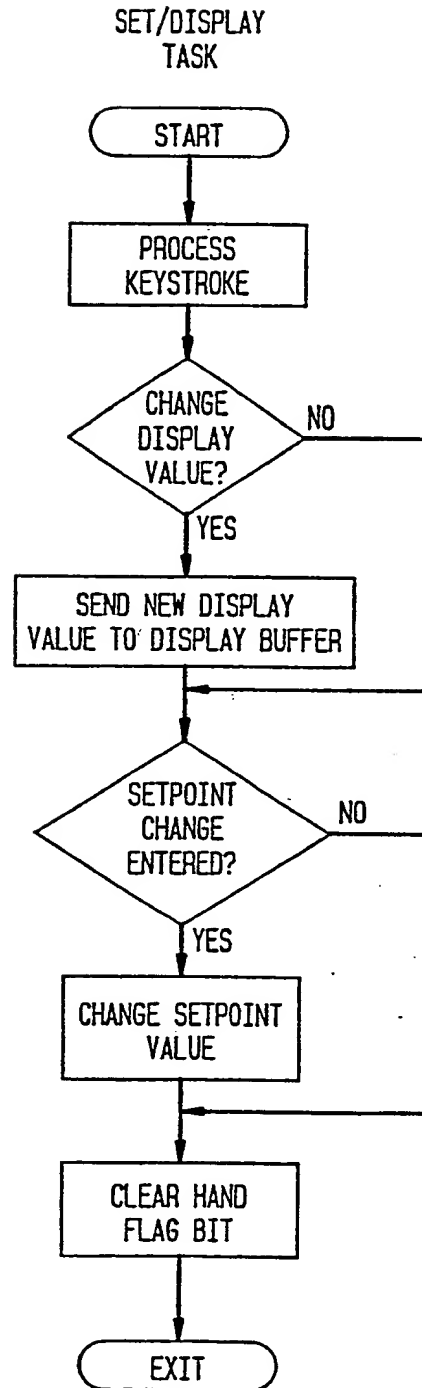 SET/DISPLAY
TASK
START
PROCESS
KEYSTROKE
CHANGE
DISPLAY
VALUE?
NO
YES
SEND NEW DISPLAY
VALUE TO DISPLAY BUFFER
SETPOINT
CHANGE
ENTERED?
NO
YES
CHANGE SETPOINT
VALUE
CLEAR HAND
FLAG BIT
EXIT